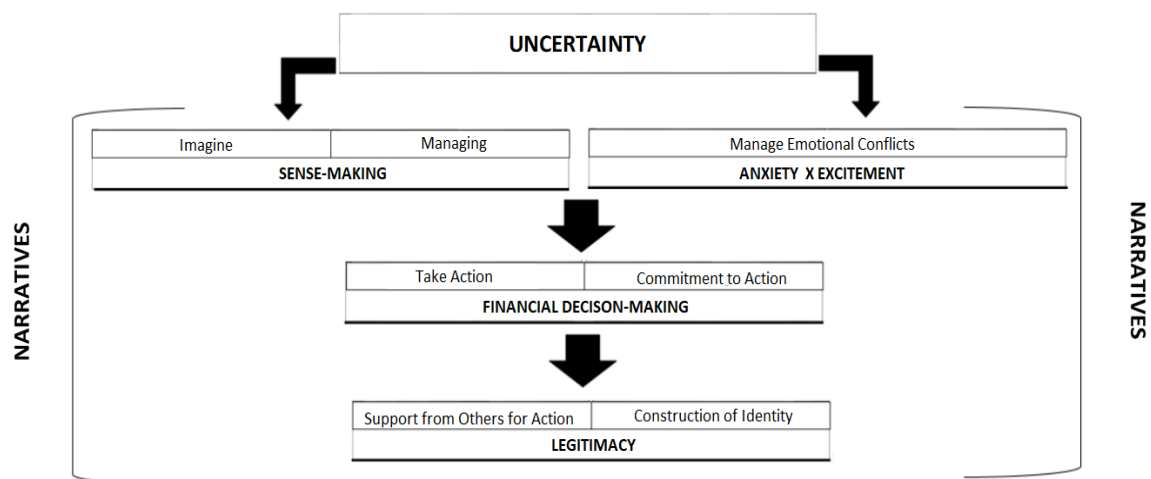 UNCERTAINTY
Imagine
Managing
SENSE-MAKING
Manage Emotional Conflicts
ANXIETY X EXCITEMENT
NARRATIVES
NARRATIVES
Take Action
Commitment to Action
FINANCIAL DECISON-MAKING
Support from Others for Action
Construction of Identity
LEGITIMACY